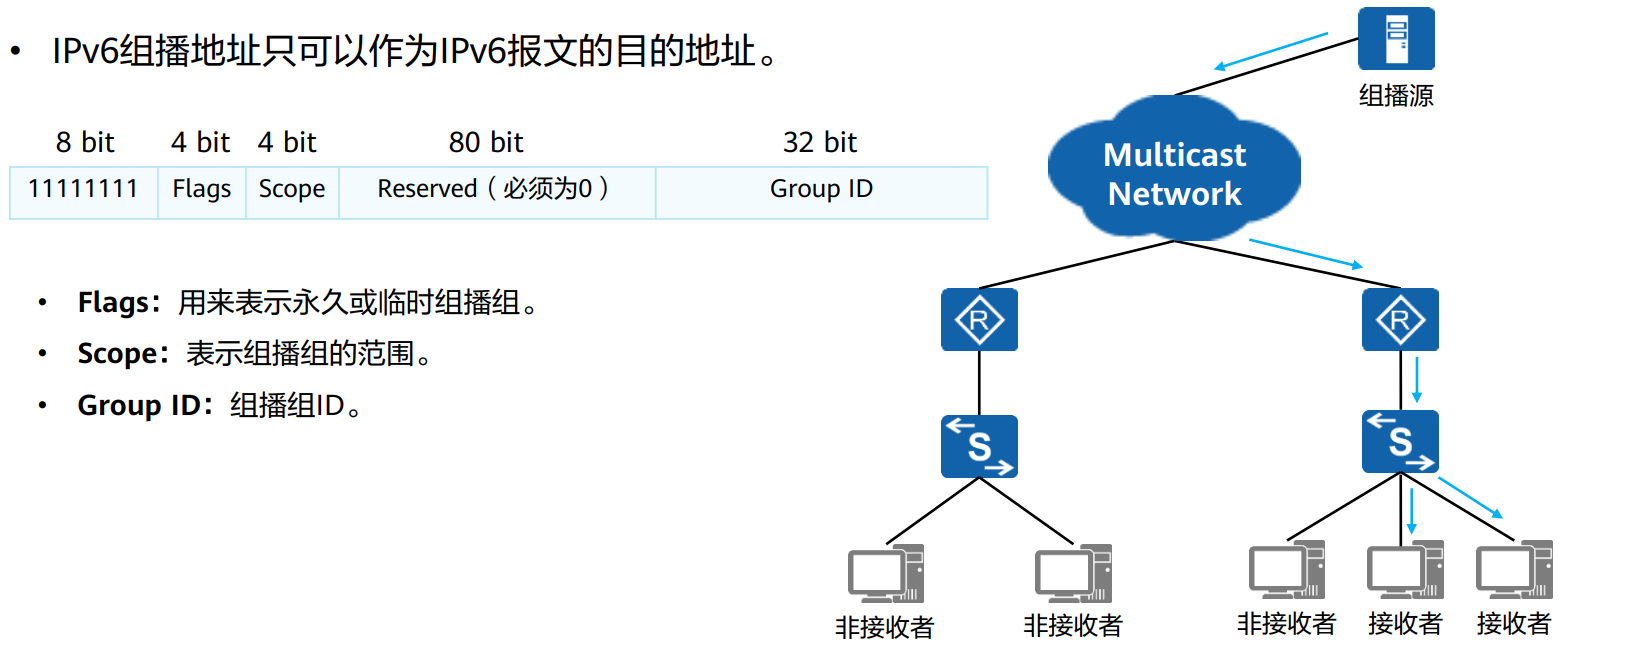 • IPv6组播地址只可以作为IPv6报文的目的地址。
8 bit 4 bit 4 bit 80 bit 32 bit
11111111 Flags Scope Reserved（必须为0） Group ID
• Flags：用来表示永久或临时组播组。
• Scope：表示组播组的范围。
• Group ID：组播组ID。
组播源
Multicast
Network
R R
S S
非接收者 非接收者 非接收者 接收者 接收者